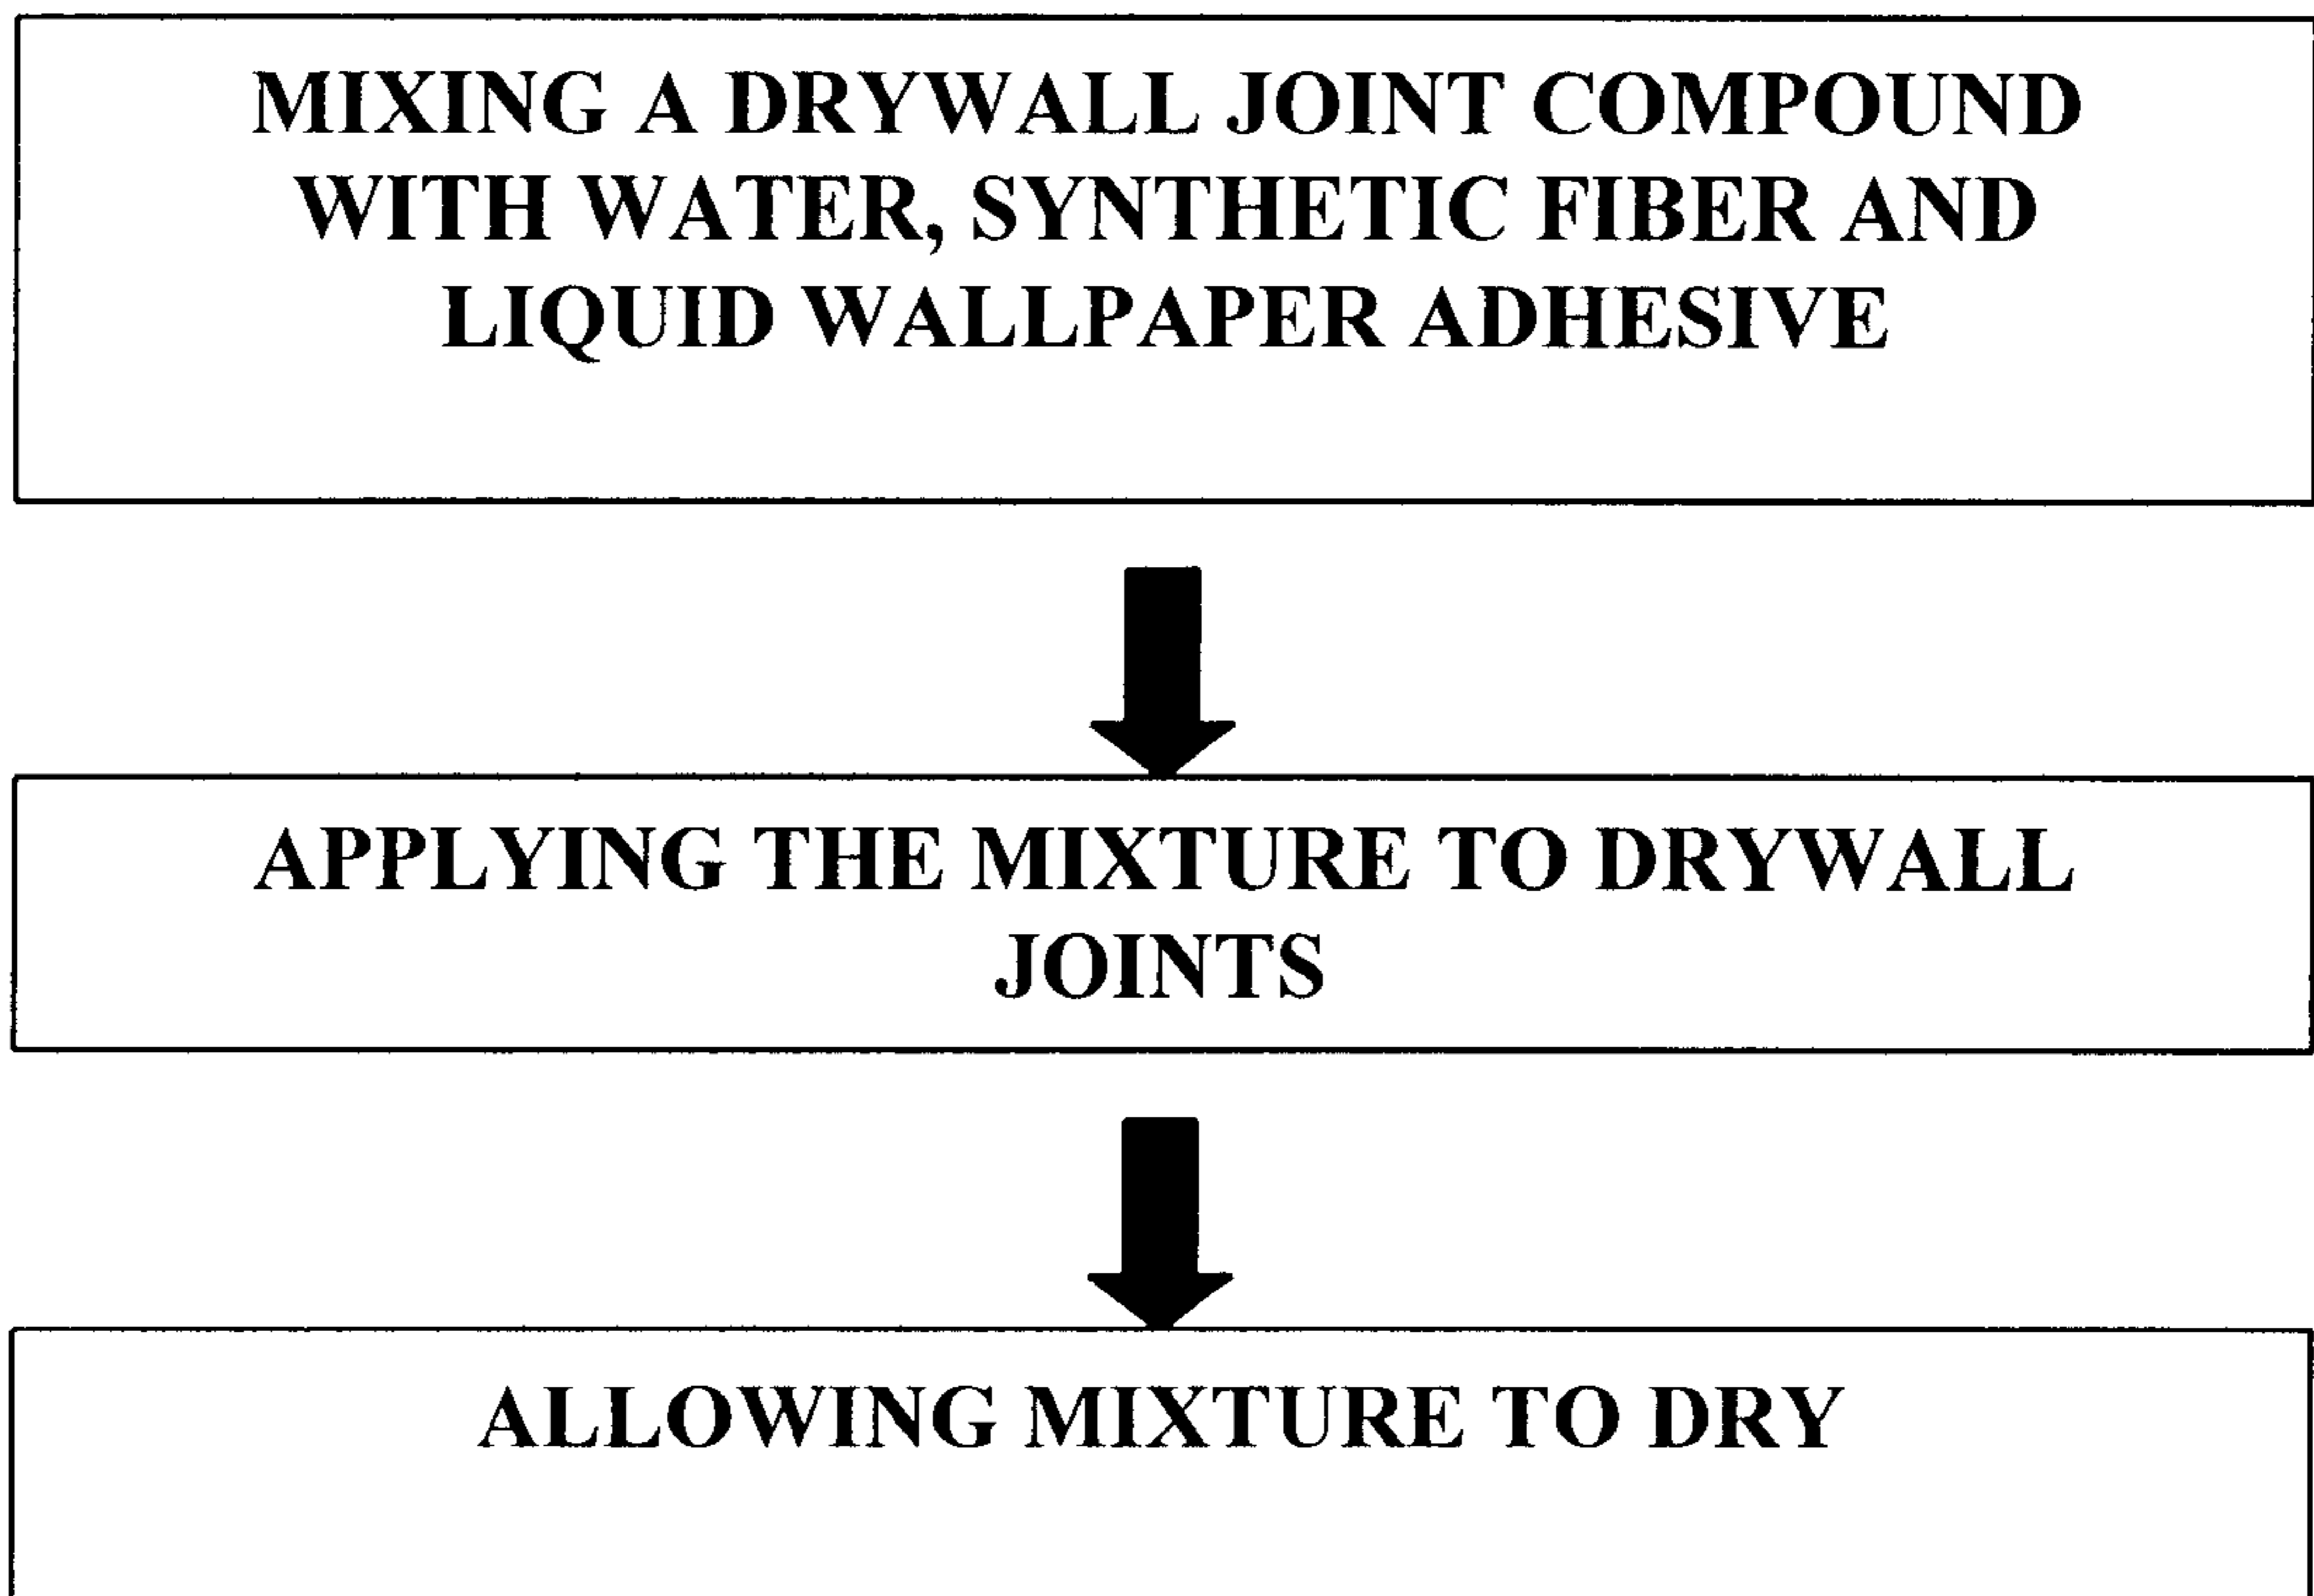 MIXING A DRYWALL JOINT COMPOUND
WITH WATER, SYNTHETIC FIBER AND
LIQUID WALLPAPER ADHESIVE
APPLYING THE MIXTURE TO DRYWALL
JOINTS
ALLOWING MIXTURE TO DRY